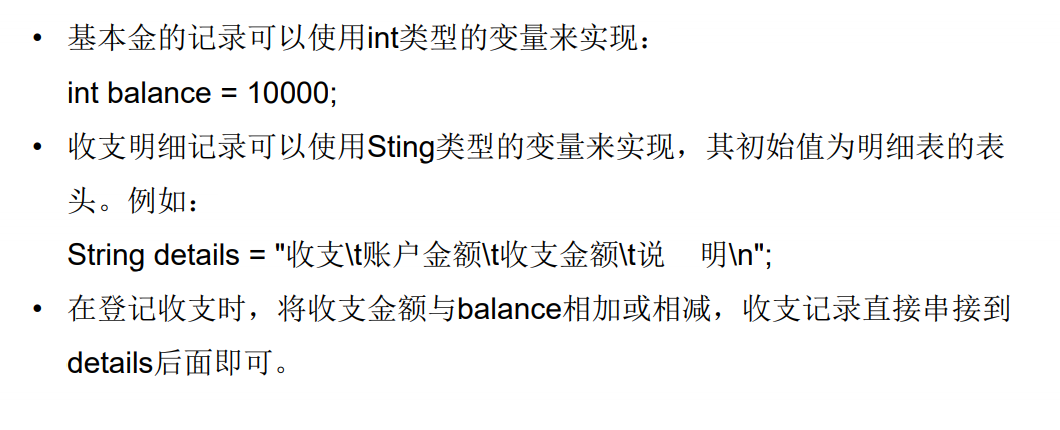 • 基本金的记录可以使用int类型的变量来实现：
int balance = 10000;
• 收支明细记录可以使用Sting类型的变量来实现，其初始值为明细表的表
头。例如：
String details = "收支\t账户金额\t收支金额\t说    明\n";
• 在登记收支时，将收支金额与balance相加或相减，收支记录直接串接到
details后面即可。